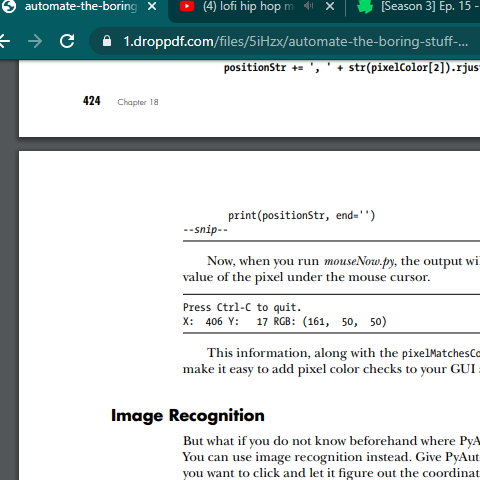 automate-the-boring
(4) lofi hip hop m
[Season 3] Ep. 15 -
1.droppdf.com/files/5iHzx/automate-the-boring-stuff-...
positionStr += ', ' + str(pixelColor[2]).rjus
424 Chapter 18
print(positionStr, end='')
--snip--
Now, when you run mouseNow.py, the output wi
value of the pixel under the mouse cursor.
Press Ctrl-C to quit.
X:  406 Y:   17 RGB: (161,  50,  50)
This information, along with the pixelMatchesCo
make it easy to add pixel color checks to your GUI
Image Recognition
But what if you do not know beforehand where PyA
You can use image recognition instead. Give PyAut
you want to click and let it figure out the coordinat